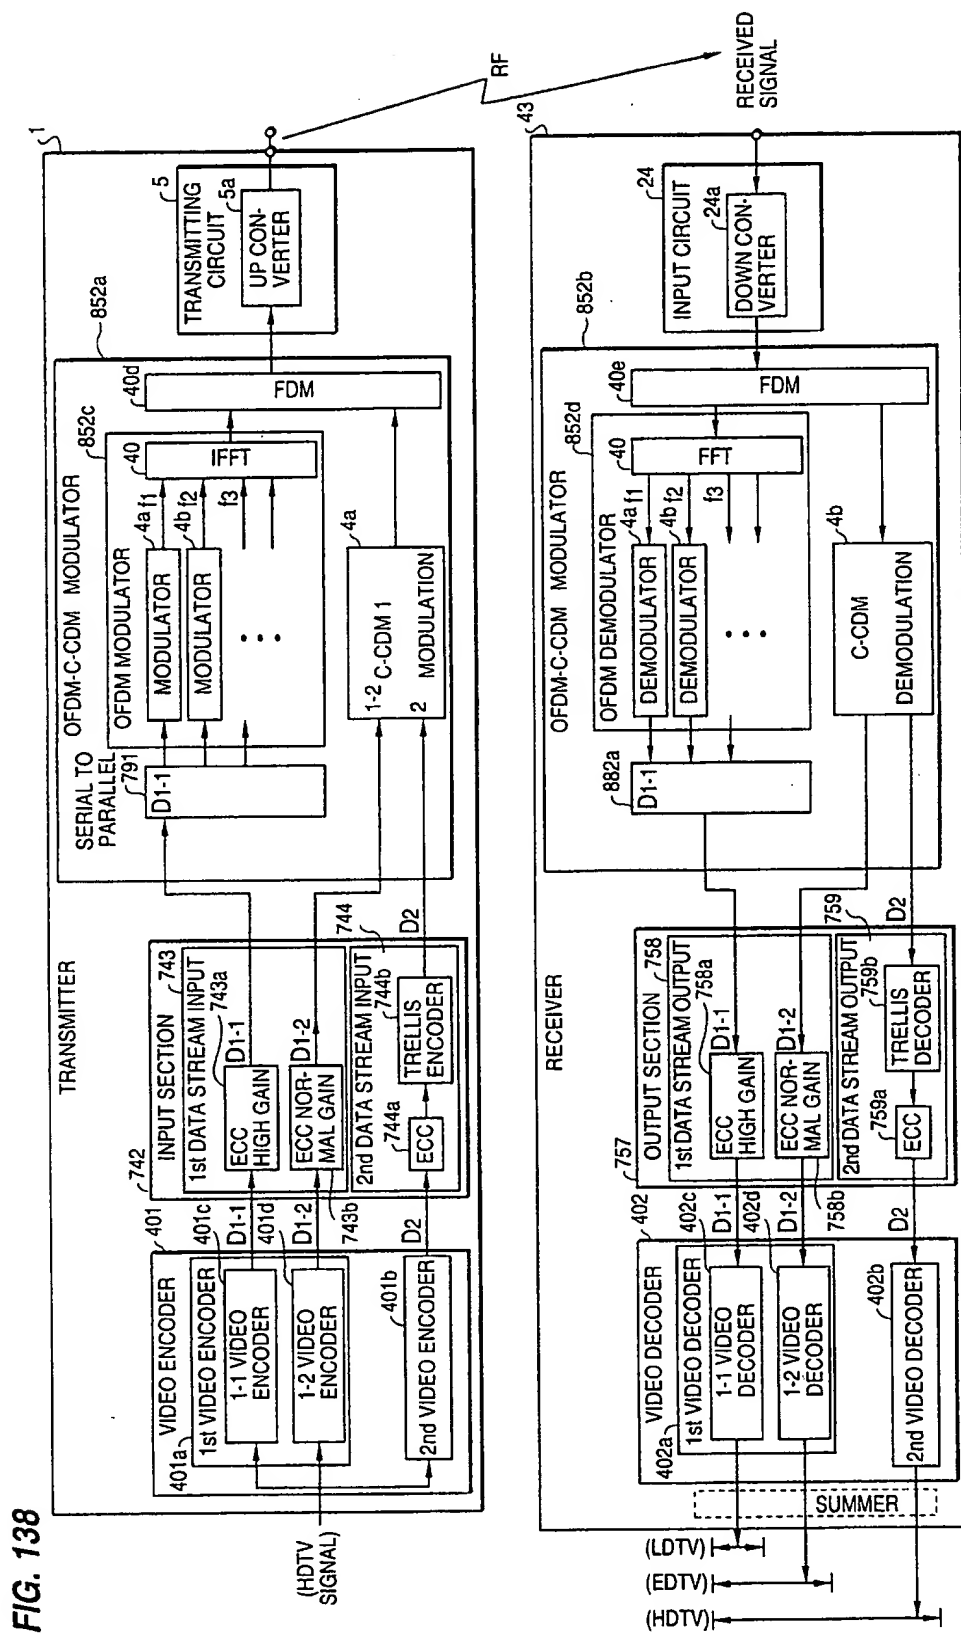 FIG. 138
TRANSMITTER
1
(HDTV
SIGNAL)
VIDEO ENCODER
401
401a
1st VIDEO ENCODER
401c
1-1 VIDEO
ENCODER
D1-1
401d
1-2 VIDEO
ENCODER
D1-2
401b
2nd VIDEO ENCODER
D2
742
INPUT SECTION
743
1st DATA STREAM INPUT
743a
ECC
HIGH GAIN
D1-1
ECC NOR-
MAL GAIN
D1-2
743b
744
2nd DATA STREAM INPUT
744a
ECC
744b
TRELLIS
ENCODER
D2
852a
OFDM-C-CDM MODULATOR
SERIAL TO
PARALLEL
791
D1-1
852c
OFDM MODULATOR
4a
MODULATOR
f1
4b
MODULATOR
f2
f3
40
IFFT
4a
1-2
C-CDM 1
2
MODULATION
40d
FDM
5
TRANSMITTING
CIRCUIT
5a
UP CON-
VERTER
RF
RECEIVED
SIGNAL
RECEIVER
43
24
INPUT CIRCUIT
24a
DOWN CON-
VERTER
852b
OFDM-C-CDM MODULATOR
40e
FDM
852d
OFDM DEMODULATOR
40
FFT
4a
f1
DEMODULATOR
4b
f2
DEMODULATOR
f3
882a
D1-1
4b
C-CDM
DEMODULATION
757
OUTPUT SECTION
758
1st DATA STREAM OUTPUT
758a
ECC
HIGH GAIN
D1-1
ECC NOR-
MAL GAIN
D1-2
758b
759
2nd DATA STREAM OUTPUT
759a
ECC
759b
TRELLIS
DECODER
D2
402
VIDEO DECODER
402a
1st VIDEO DECODER
402c
1-1 VIDEO
DECODER
D1-1
402d
1-2 VIDEO
DECODER
D1-2
402b
2nd VIDEO DECODER
D2
SUMMER
(LDTV)
(EDTV)
(HDTV)